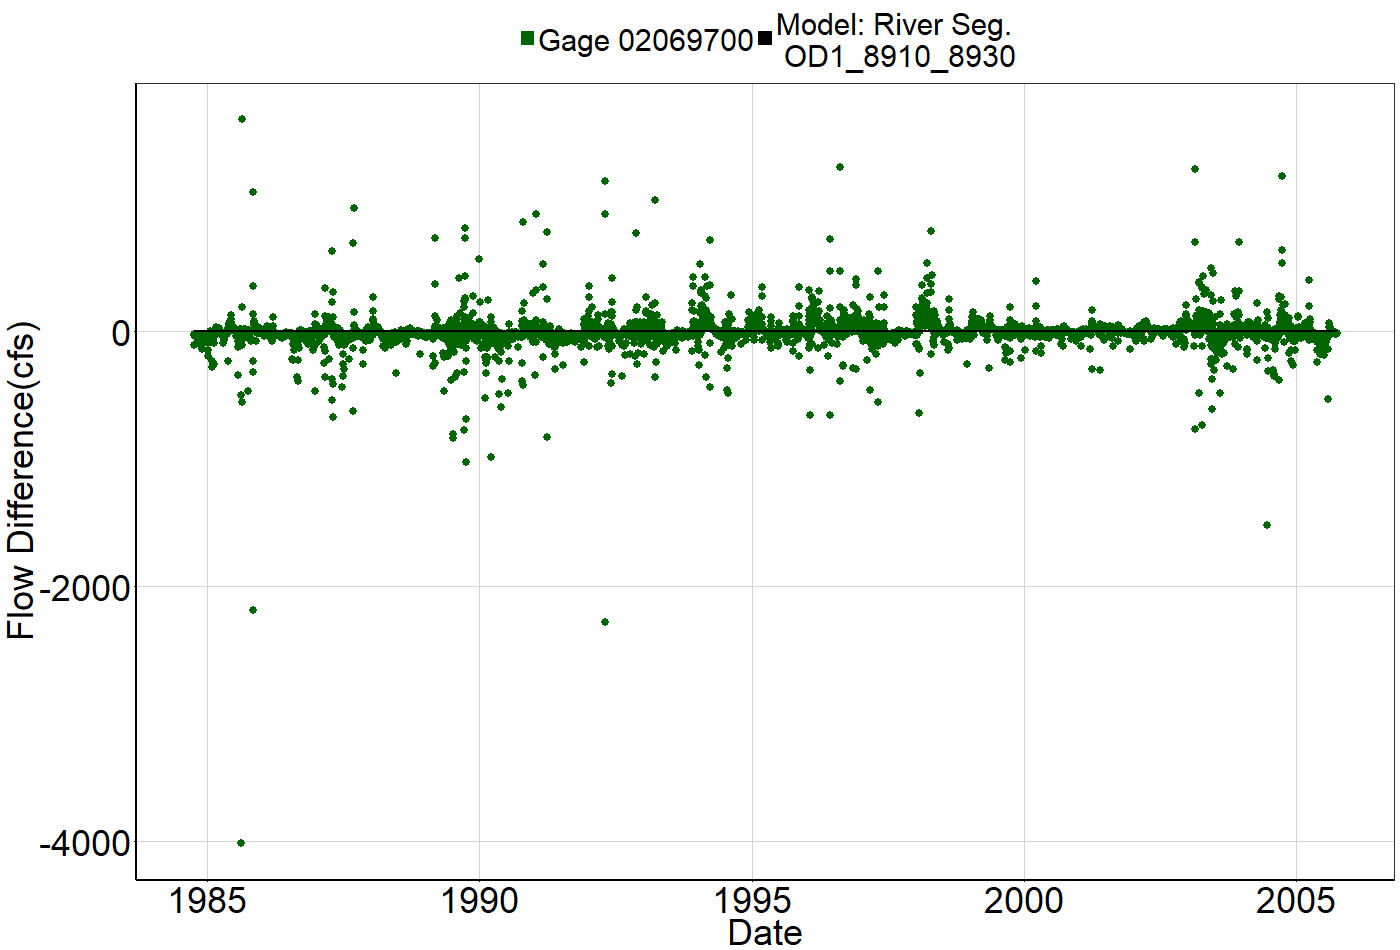 Gage 02069700
Model: River Seg.
OD1_8910_8930
Flow Difference(cfs)
0
-2000
-4000
1985
1990
1995
2000
2005
Date